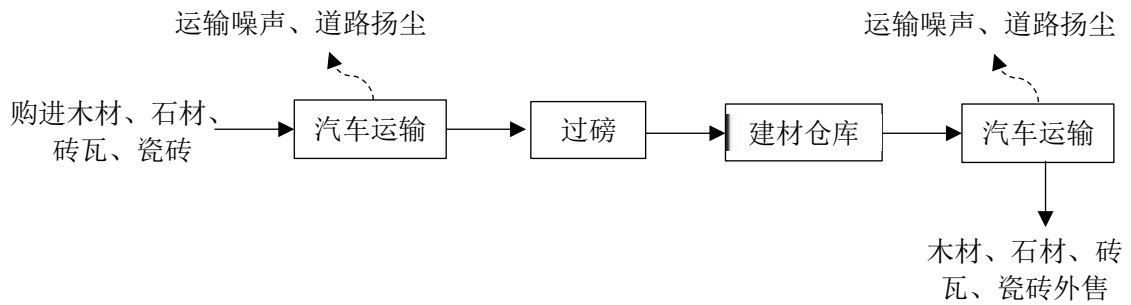 运输噪声、道路扬尘
运输噪声、道路扬尘
购进木材、石材、
砖瓦、瓷砖
汽车运输
过磅
建材仓库
汽车运输
木材、石材、砖
瓦、瓷砖外售